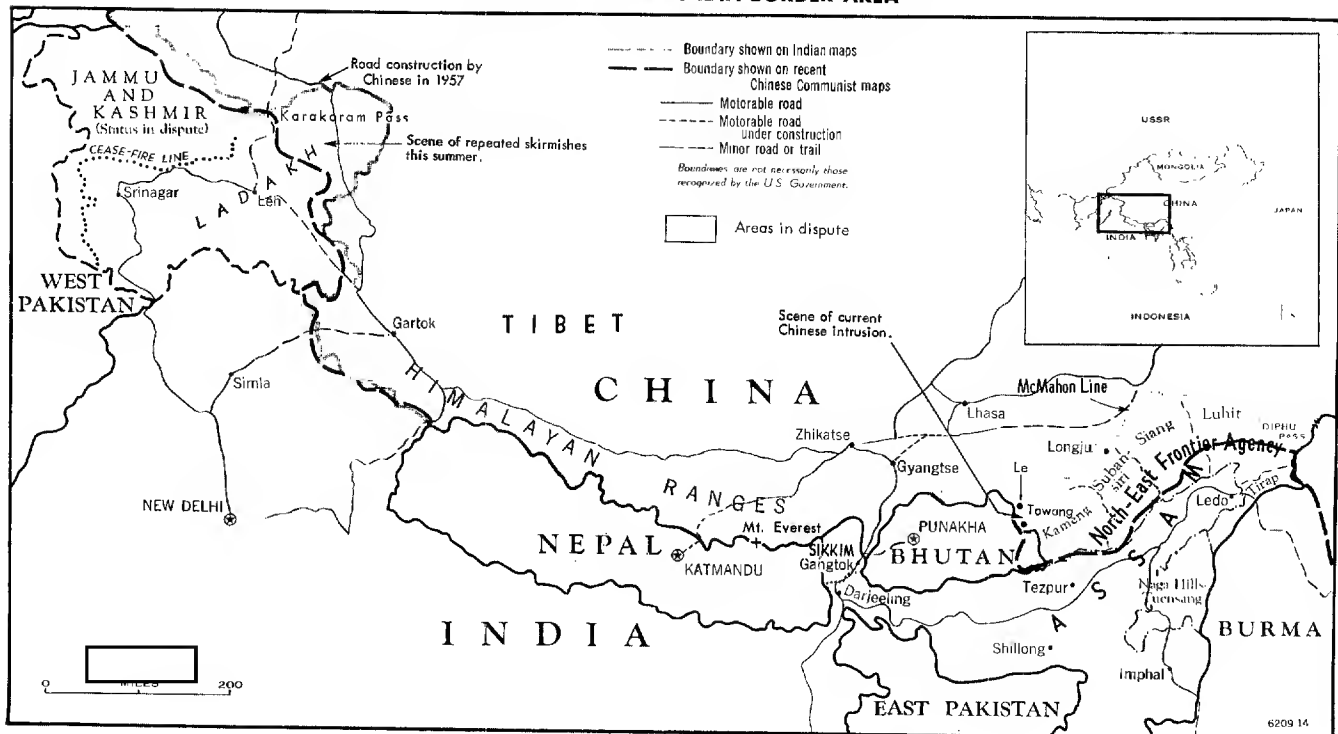 BORDER AREA
Boundary shown on Indian maps
Boundary shown on recent
Chinese Communist maps
Motorable road
Motorable road
under construction
Minor road or trail
Boundaries are not necessarily those
recognized by the U.S. Government.
Areas in dispute
Road construction by
Chinese in 1957
JAMMU
AND
KASHMIR
(Status in dispute)
Karakoram Pass
Scene of repeated skirmishes
this summer.
CEASE-FIRE LINE
Srinagar
LADAKH
Leh
WEST
PAKISTAN
Gartok
TIBET
Simla
CHINA
HIMALAYAN
RANGES
NEW DELHI
NEPAL
Mt. Everest
KATMANDU
INDIA
Zhikatse
Gyangtse
Lhasa
Scene of current
Chinese Intrusion.
McMahon Line
Longju
Le
Towang
Kameng
Suban-
siri
Siang
Luhit
DIPHU
PASS
North-East Frontier Agency
Tirap
Ledo
SIKKIM
Gangtok
PUNAKHA
BHUTAN
Darjeeling
Tezpur
ASSAM
Naga Hills-
uensang
Shillong
Imphal
BURMA
EAST PAKISTAN
USSR
MONGOLIA
CHINA
JAPAN
INDIA
INDONESIA
0
MILES
200
6209 14